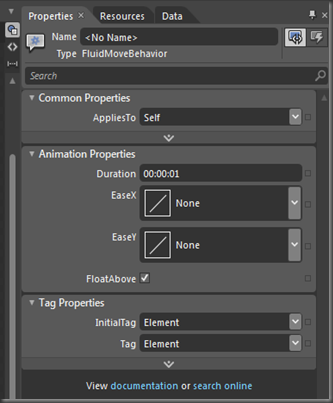 Properties × Resources Data
Name <No Name>
Type FluidMoveBehavior
Search
Common Properties
AppliesTo Self
Animation Properties
Duration 00:00:01
EaseX None
EaseY None
FloatAbove
Tag Properties
InitialTag Element
Tag Element
View documentation or search online